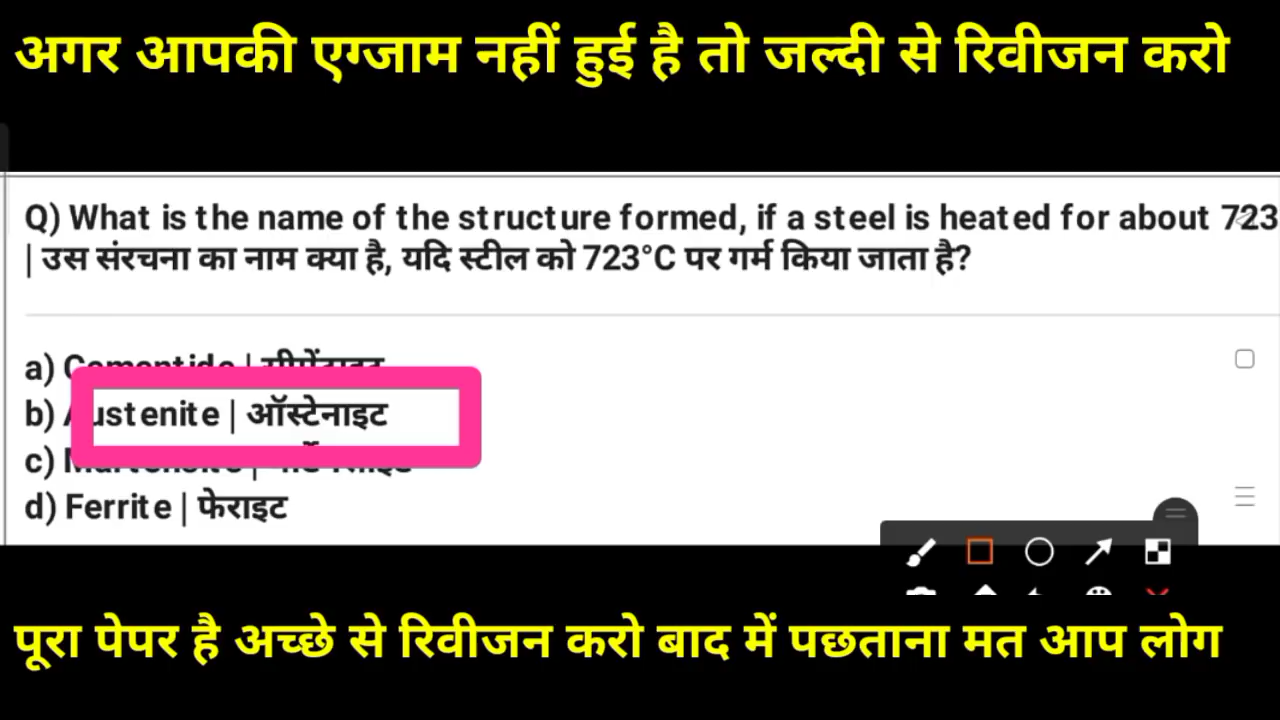 अगर आपकी एग्जाम नहीं हुई है तो जल्दी से रिवीजन करो
Q) What is the name of the structure formed, if a steel is heated for about 723
| उस संरचना का नाम क्या है, यदि स्टील को 723°C पर गर्म किया जाता है?
a)
b) Austenite | ऑस्टेनाइट
c)
d) Ferrite | फेराइट
पूरा पेपर है अच्छे से रिवीजन करो बाद में पछताना मत आप लोग